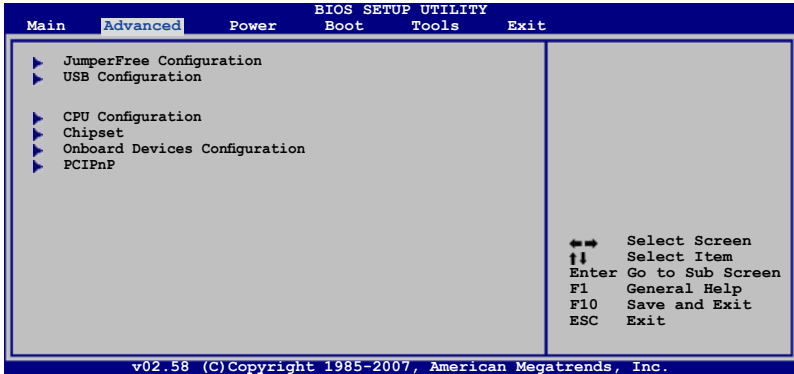 BIOS SETUP UTILITY
Main Advanced Power Boot Tools Exit
JumperFree Configuration
USB Configuration
CPU Configuration
Chipset
Onboard Devices Configuration
PCIPnP
Select Screen
Select Item
Enter Go to Sub Screen
F1 General Help
F10 Save and Exit
ESC Exit
v02.58 (C)Copyright 1985-2007, American Megatrends, Inc.